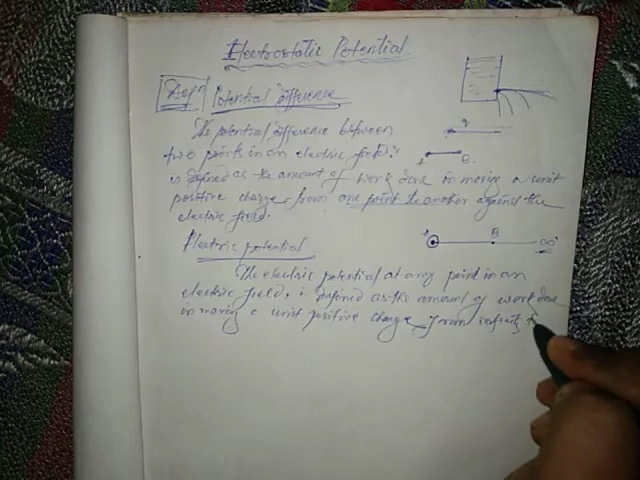 Electrostatic Potential
Defn Potential difference
The potential difference between
two points in an electric field.
is defined as the amount of work done in moving a unit
positive charge from one point to another against the
electric field.
A B
Electric potential
B ∞
The electric potential at any point in an
electric field, is defined as the amount of work done
in moving a unit positive charge from infinity t